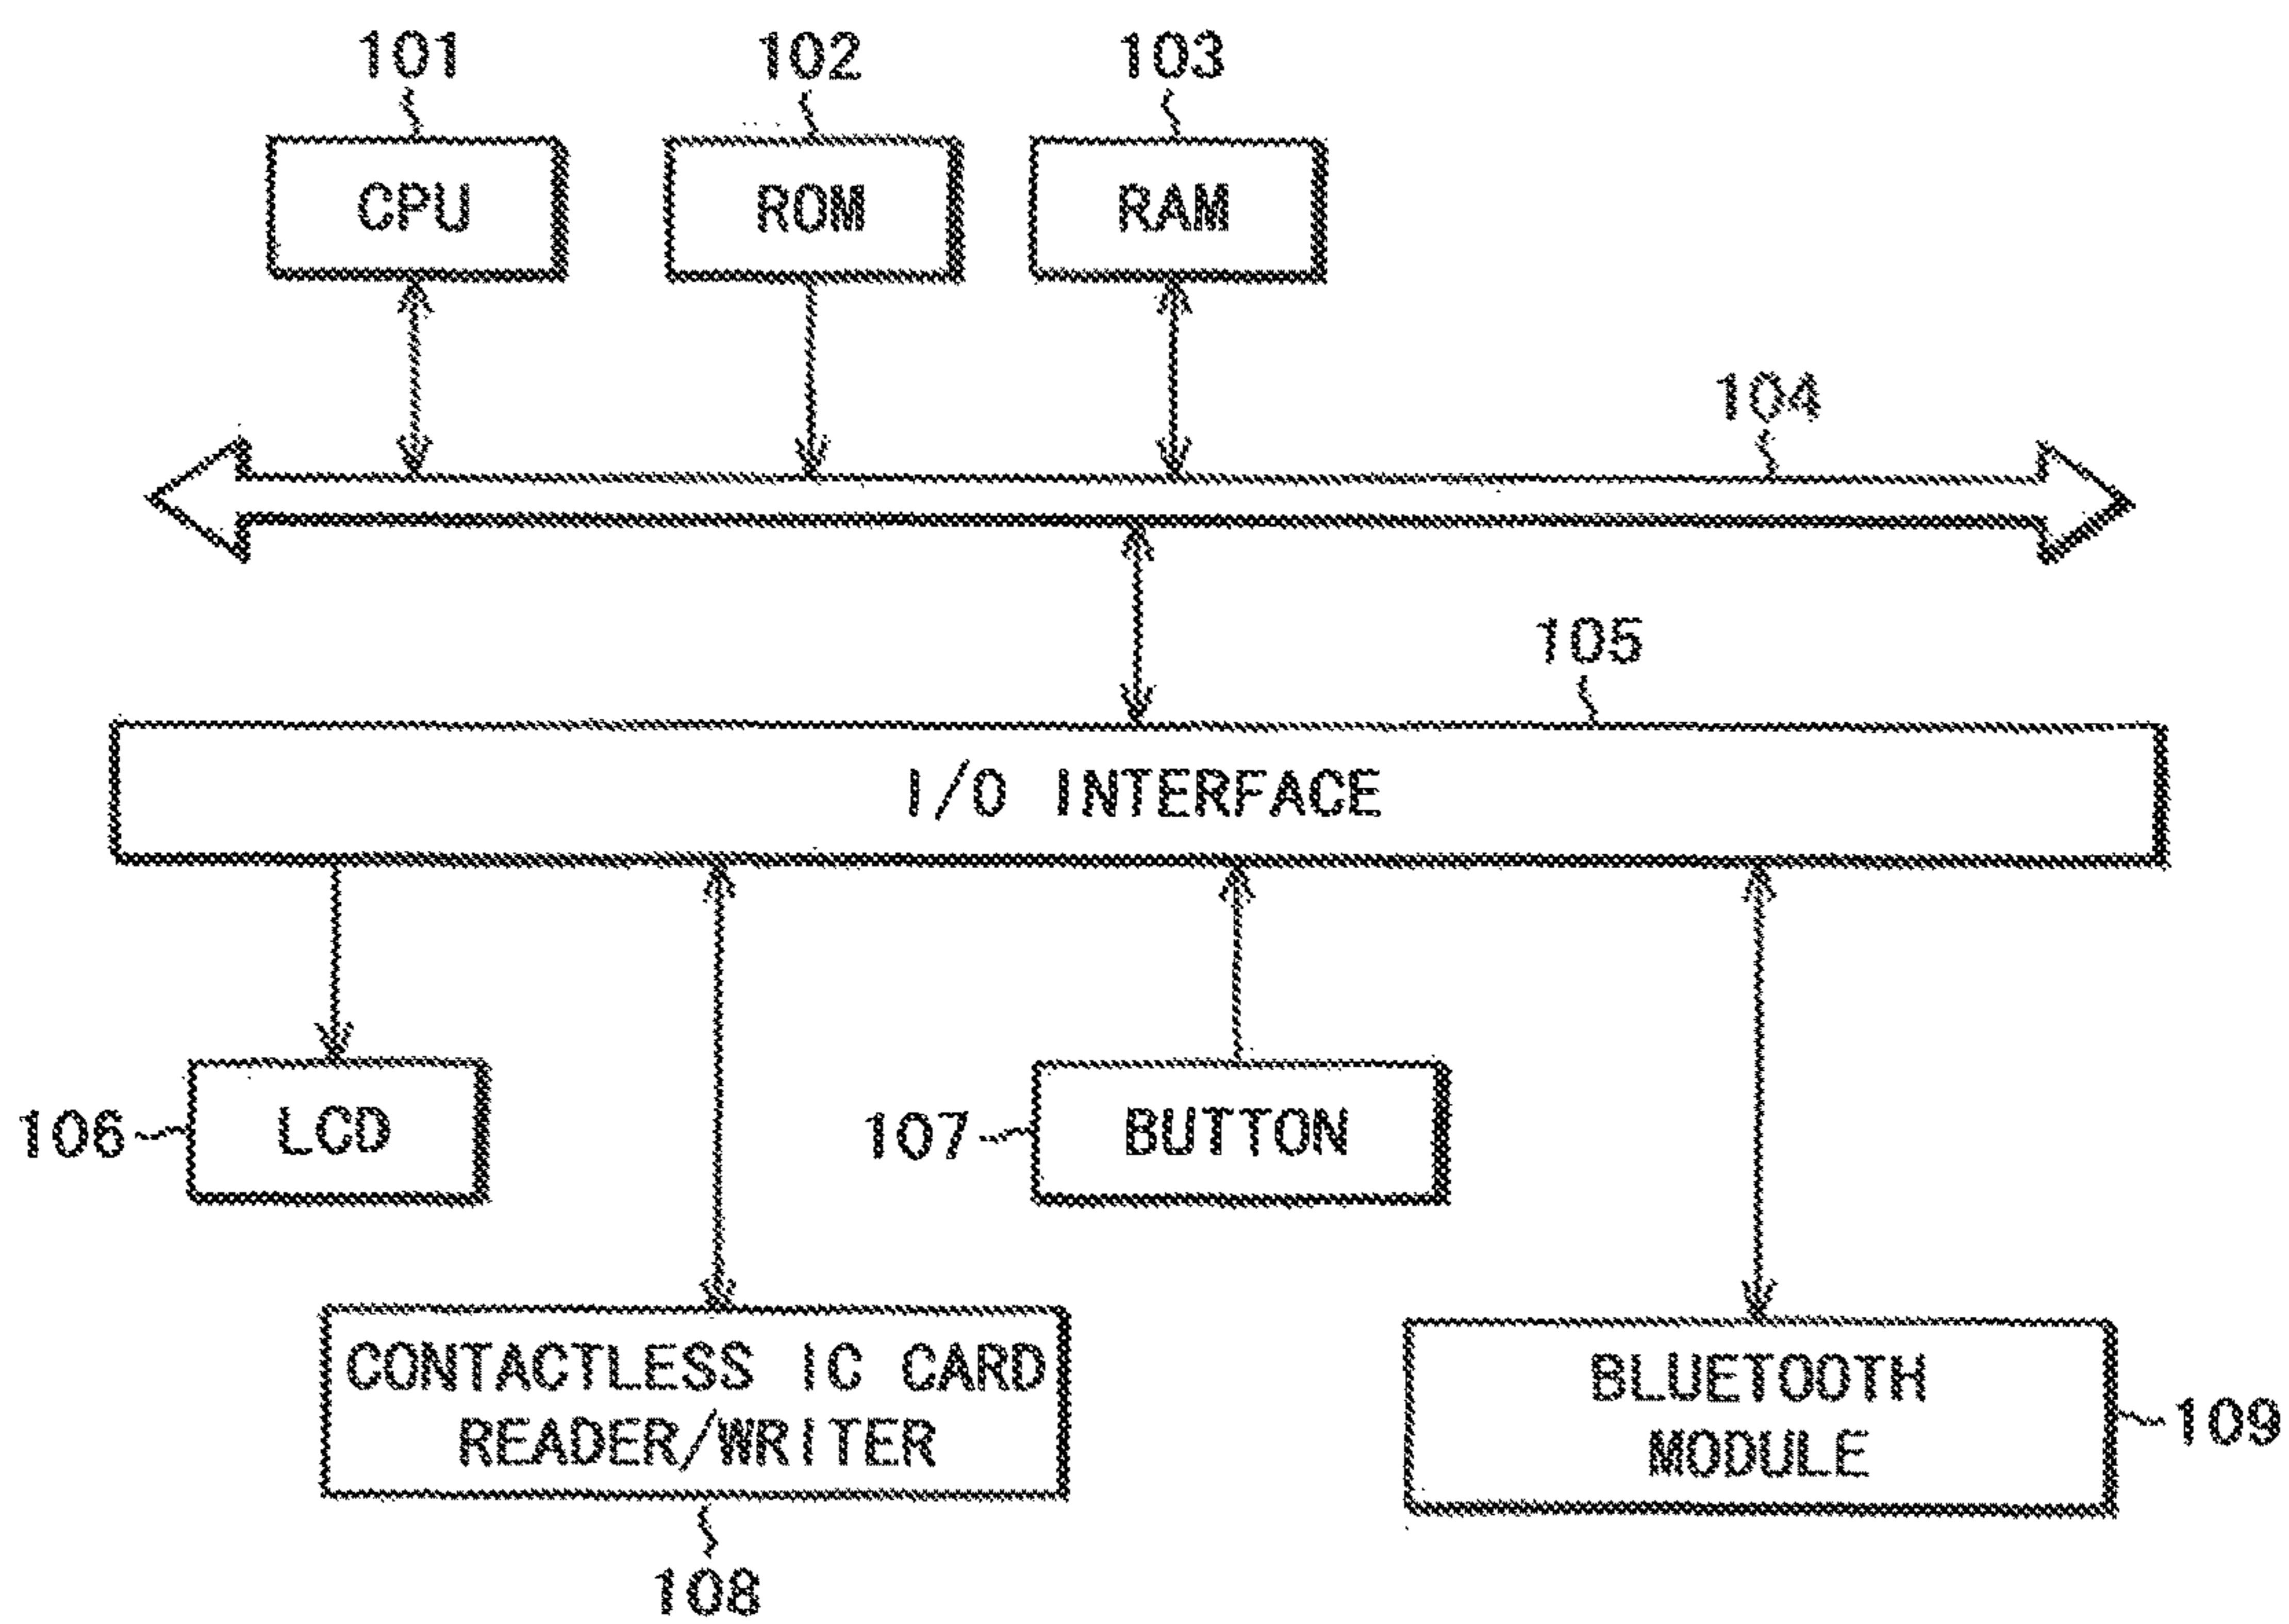 101 102 103
CPU ROM RAM
104
105
I/O INTERFACE
106 LCD 107 BUTTON
CONTACTLESS IC CARD
READER/WRITER
BLUETOOTH
MODULE
109
108